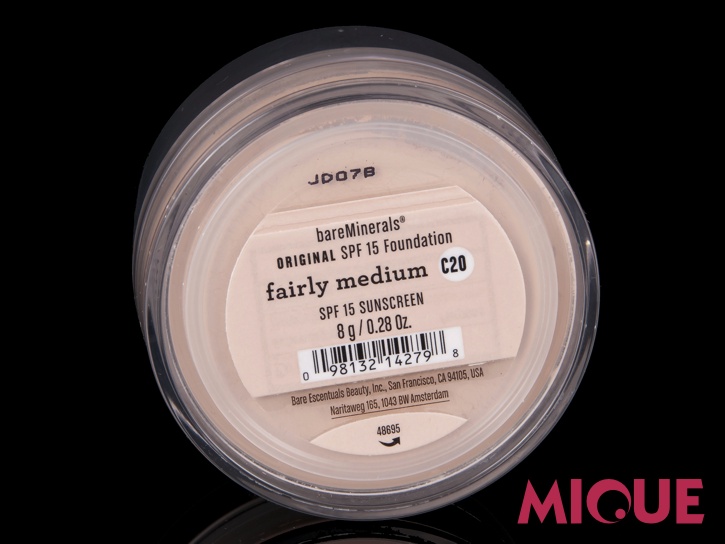 JD07B
bareMinerals®
ORIGINAL SPF 15 Foundation
fairly medium C20
SPF 15 SUNSCREEN
8 g / 0.28 Oz.
0 98132 14279 8
Bare Escentuals Beauty, Inc., San Francisco, CA 94105, USA
Naritaweg 165, 1043 BW Amsterdam
48695
MIQUE